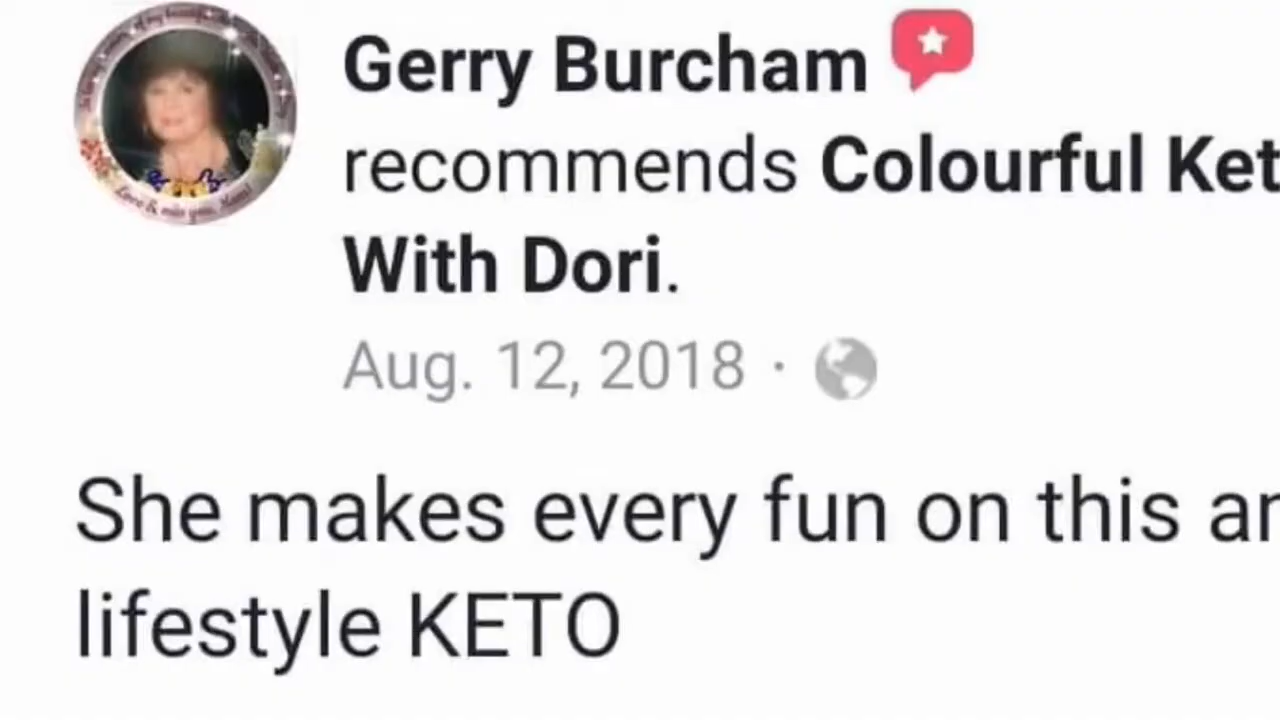 Gerry Burcham
recommends Colourful Ket
With Dori.
Aug. 12, 2018 ·
She makes every fun on this ar
lifestyle KETO